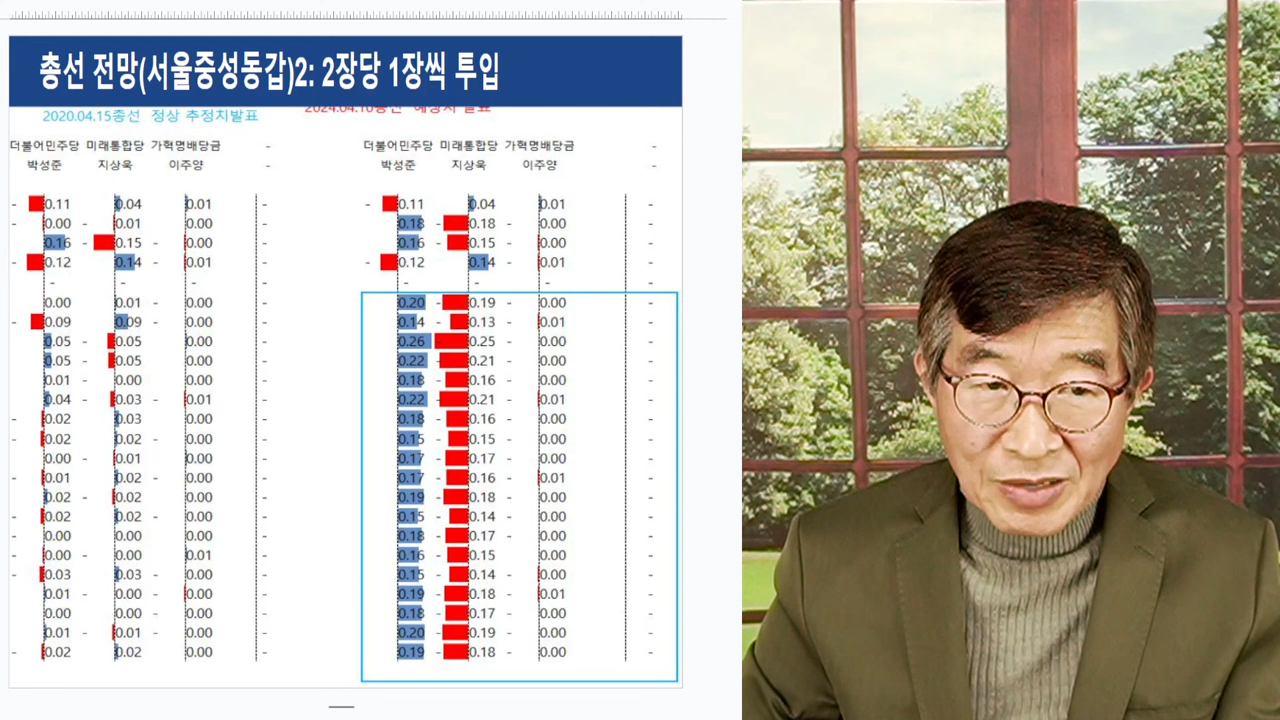 총선 전망(서울중성동갑)2: 2장당 1장씩 투입
2020.04.15총선 정상 추정치발표 2024.04.10총선 예상치 발표
더불어민주당 미래통합당 가혁명배당금 - 더불어민주당 미래통합당 가혁명배당금 -
박성준 지상욱 이주양 - 박성준 지상욱 이주양 -
- 0.11 0.04 0.01 - - 0.11 0.04 0.01 -
0.00 - 0.01 0.00 - 0.18 - 0.18 0.00 -
0.16 - 0.15 - 0.00 - 0.16 - 0.15 - 0.00 -
- 0.12 0.14 - 0.01 - - 0.12 0.14 - 0.01 -
- - - - - - - -
0.00 - 0.01 0.00 - 0.20 - 0.19 - 0.00 -
- 0.09 0.09 - 0.00 - 0.14 - 0.13 - 0.01 -
0.05 - 0.05 0.00 - 0.26 - 0.25 - 0.00 -
0.05 - 0.05 - 0.00 - 0.22 - 0.21 - 0.00 -
0.01 - 0.00 - 0.00 - 0.18 - 0.16 - 0.00 -
0.04 - 0.03 - 0.01 - 0.22 - 0.21 - 0.01 -
- 0.02 0.03 - 0.00 - 0.18 - 0.16 - 0.00 -
- 0.02 0.02 - 0.00 - 0.15 - 0.15 - 0.00 -
0.00 - 0.01 0.00 - 0.17 - 0.17 - 0.00 -
- 0.01 0.02 - 0.00 - 0.17 - 0.16 - 0.01 -
- 0.02 - 0.02 0.00 - 0.19 - 0.18 - 0.00 -
- 0.02 0.02 - 0.00 - 0.15 - 0.14 - 0.00 -
0.00 - 0.00 0.00 - 0.18 - 0.17 - 0.00 -
- 0.00 - 0.00 0.01 - 0.16 - 0.15 0.00 -
- 0.03 0.03 - 0.00 - 0.15 - 0.14 - 0.00 -
0.01 - 0.00 - 0.00 - 0.19 - 0.18 - 0.01 -
0.00 - 0.00 0.00 - 0.18 - 0.17 - 0.00 -
0.01 - 0.01 0.00 - 0.20 - 0.19 - 0.00 -
- 0.02 0.02 - 0.00 - 0.19 - 0.18 - 0.00 -